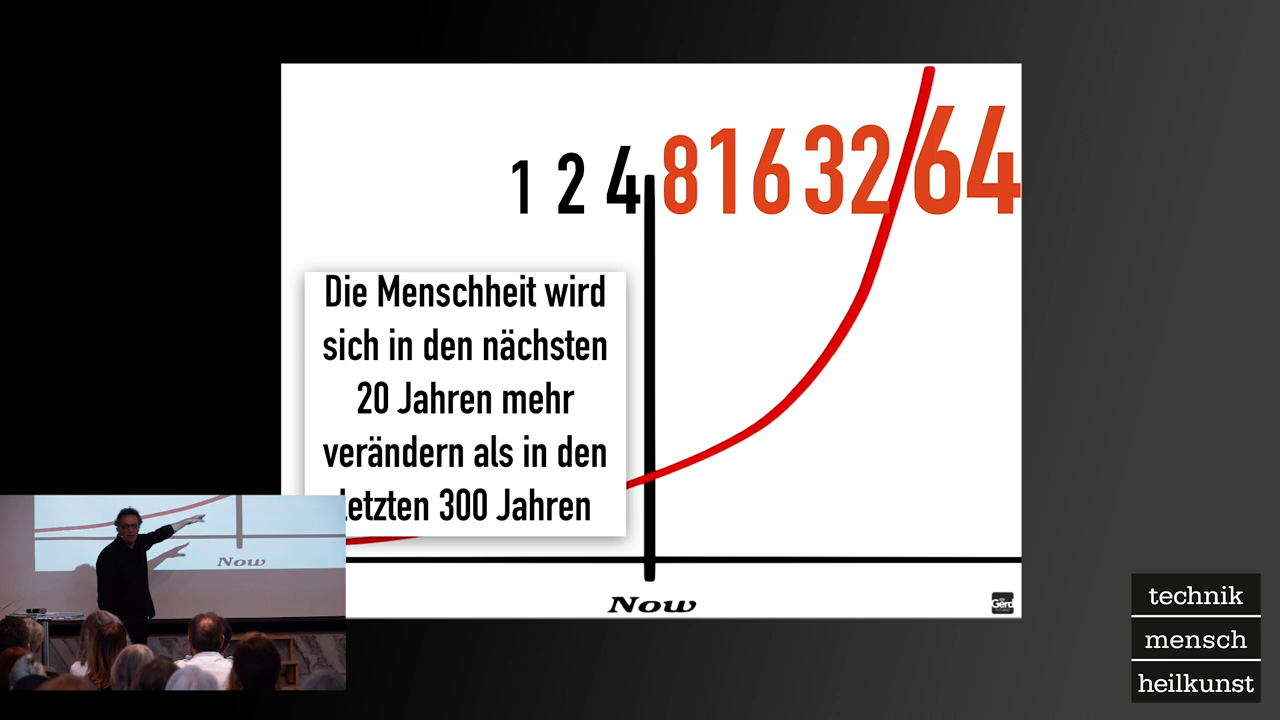 1 2 4 8 16 32 64
Die Menschheit wird
sich in den nächsten
20 Jahren mehr
verändern als in den
letzten 300 Jahren
Now
Gerd
Now
technik
mensch
heilkunst